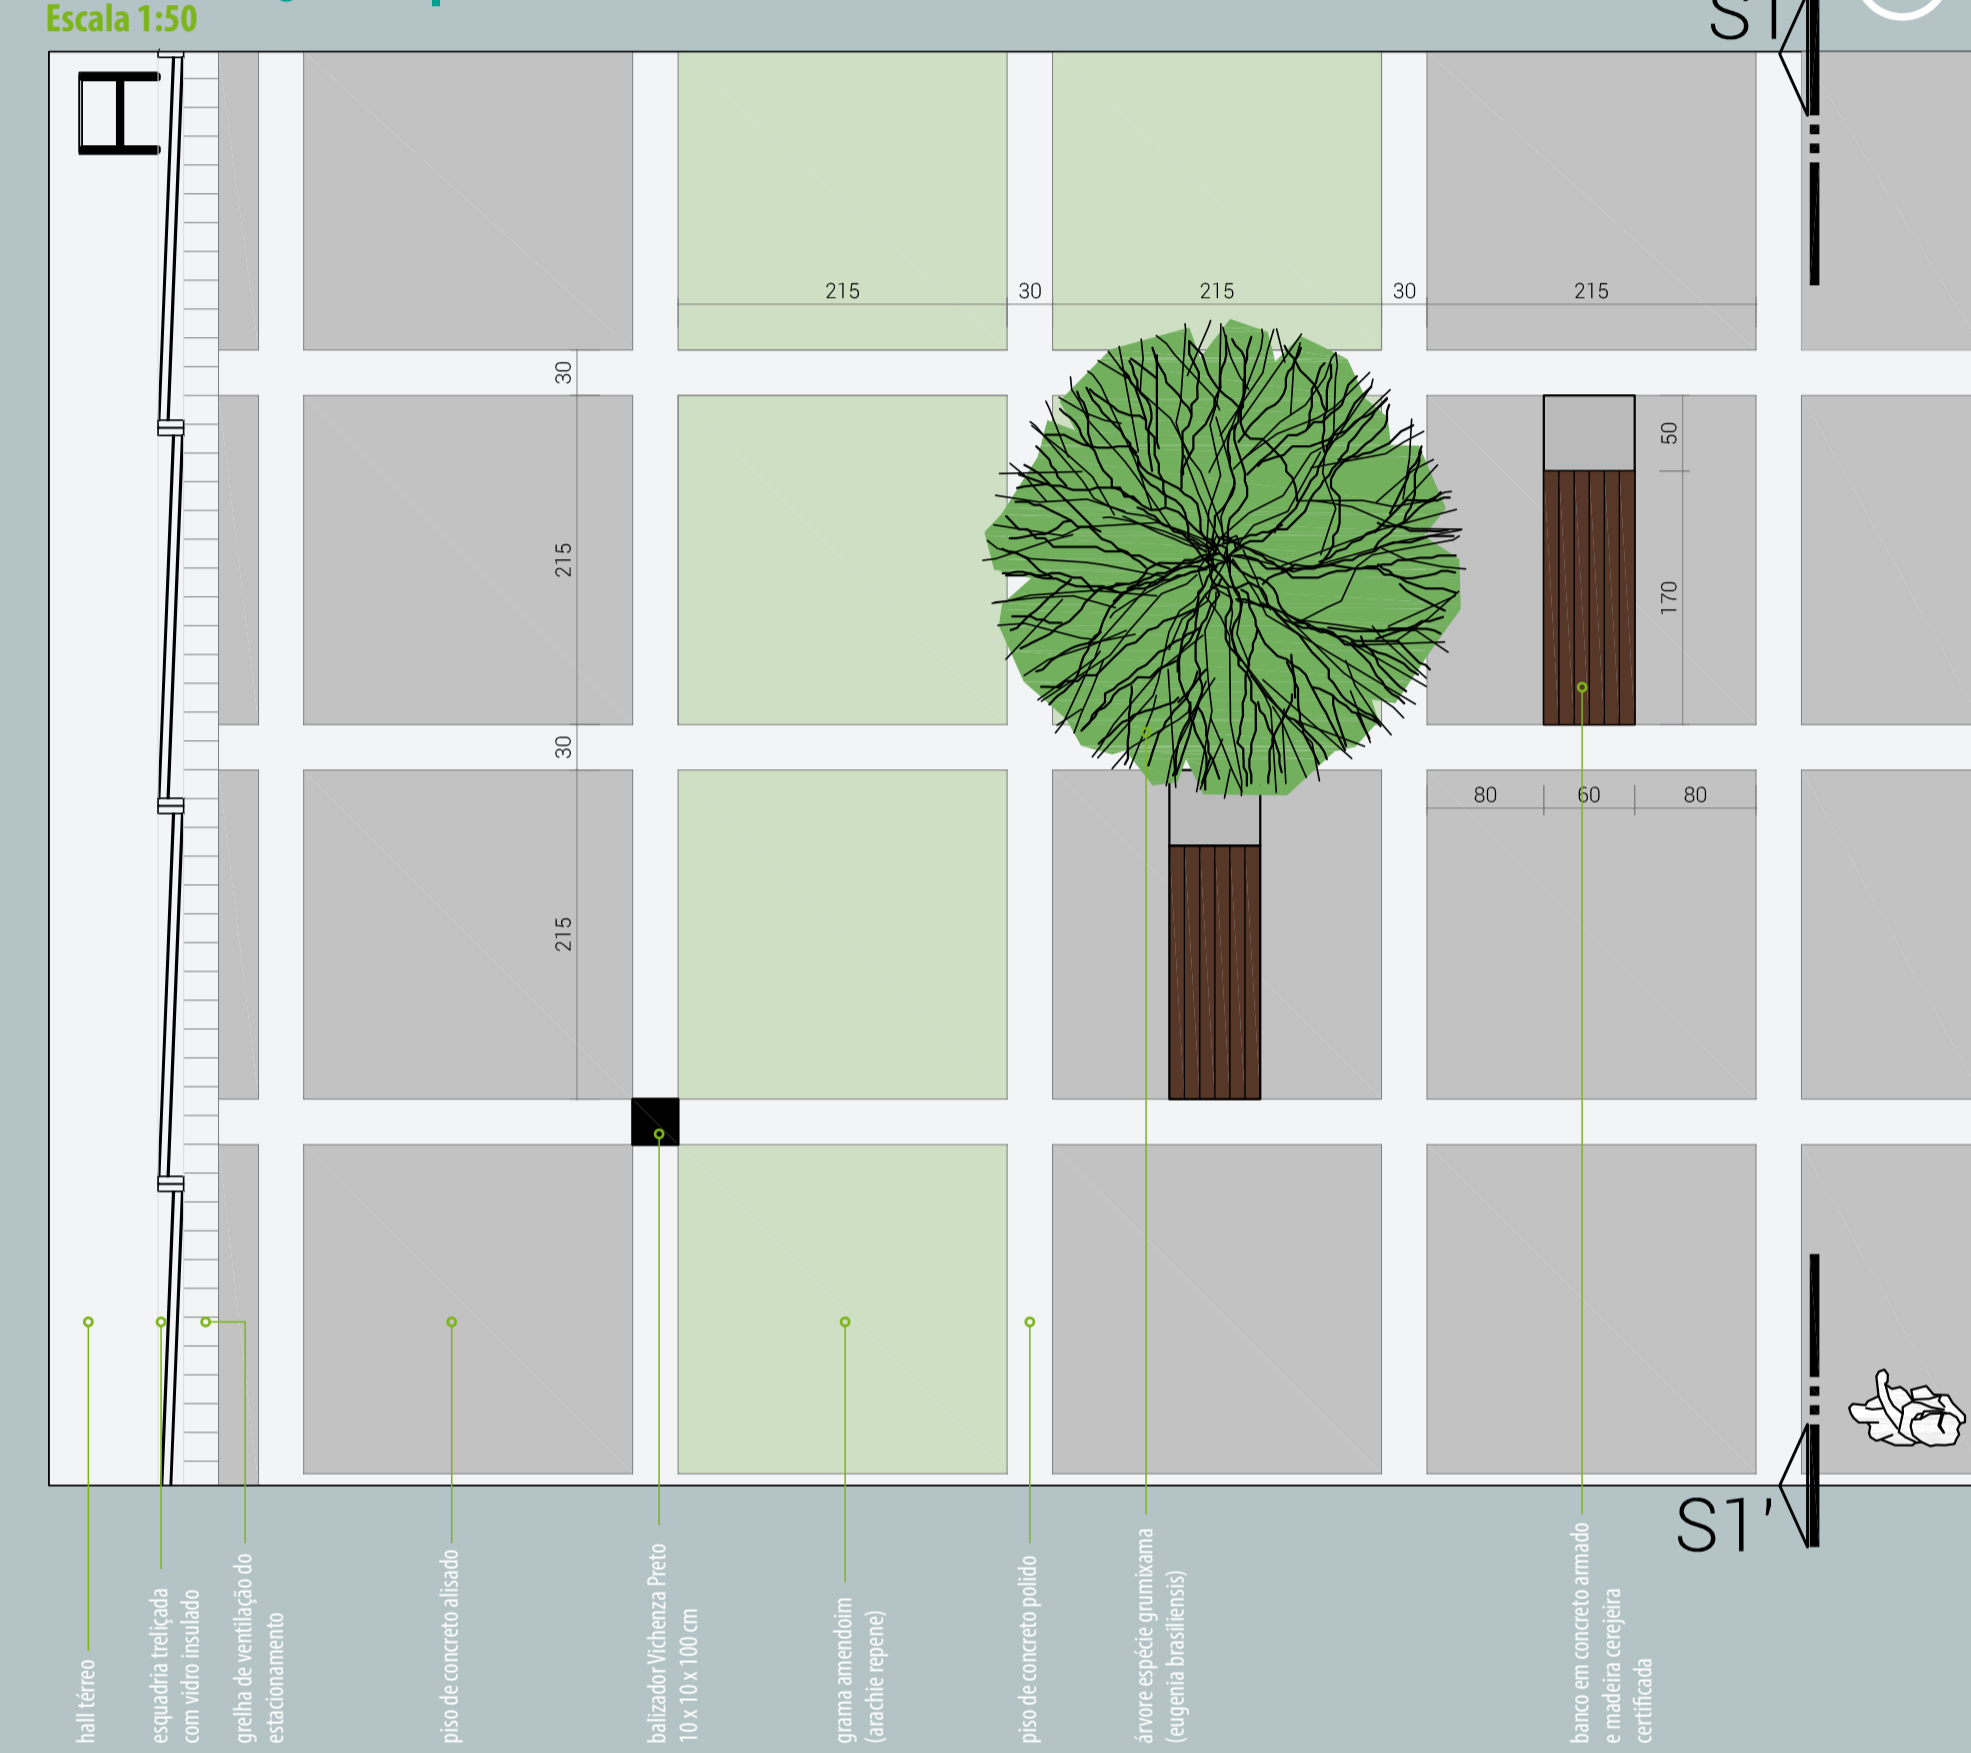 Escala 1:50
S1
215
30
215
30
215
30
50
215
170
30
80
60
80
215
S1'
hall térreo
esquadria treliçada
com vidro insulado
grelha de ventilação do
estacionamento
piso de concreto alisado
balizador Vichenza Preto
10 x 10 x 100 cm
grama amendoim
(arachie repene)
piso de concreto polido
árvore espécie grumixama
(eugenia brasiliensis)
banco em concreto armado
e madeira cerejeira
certificada